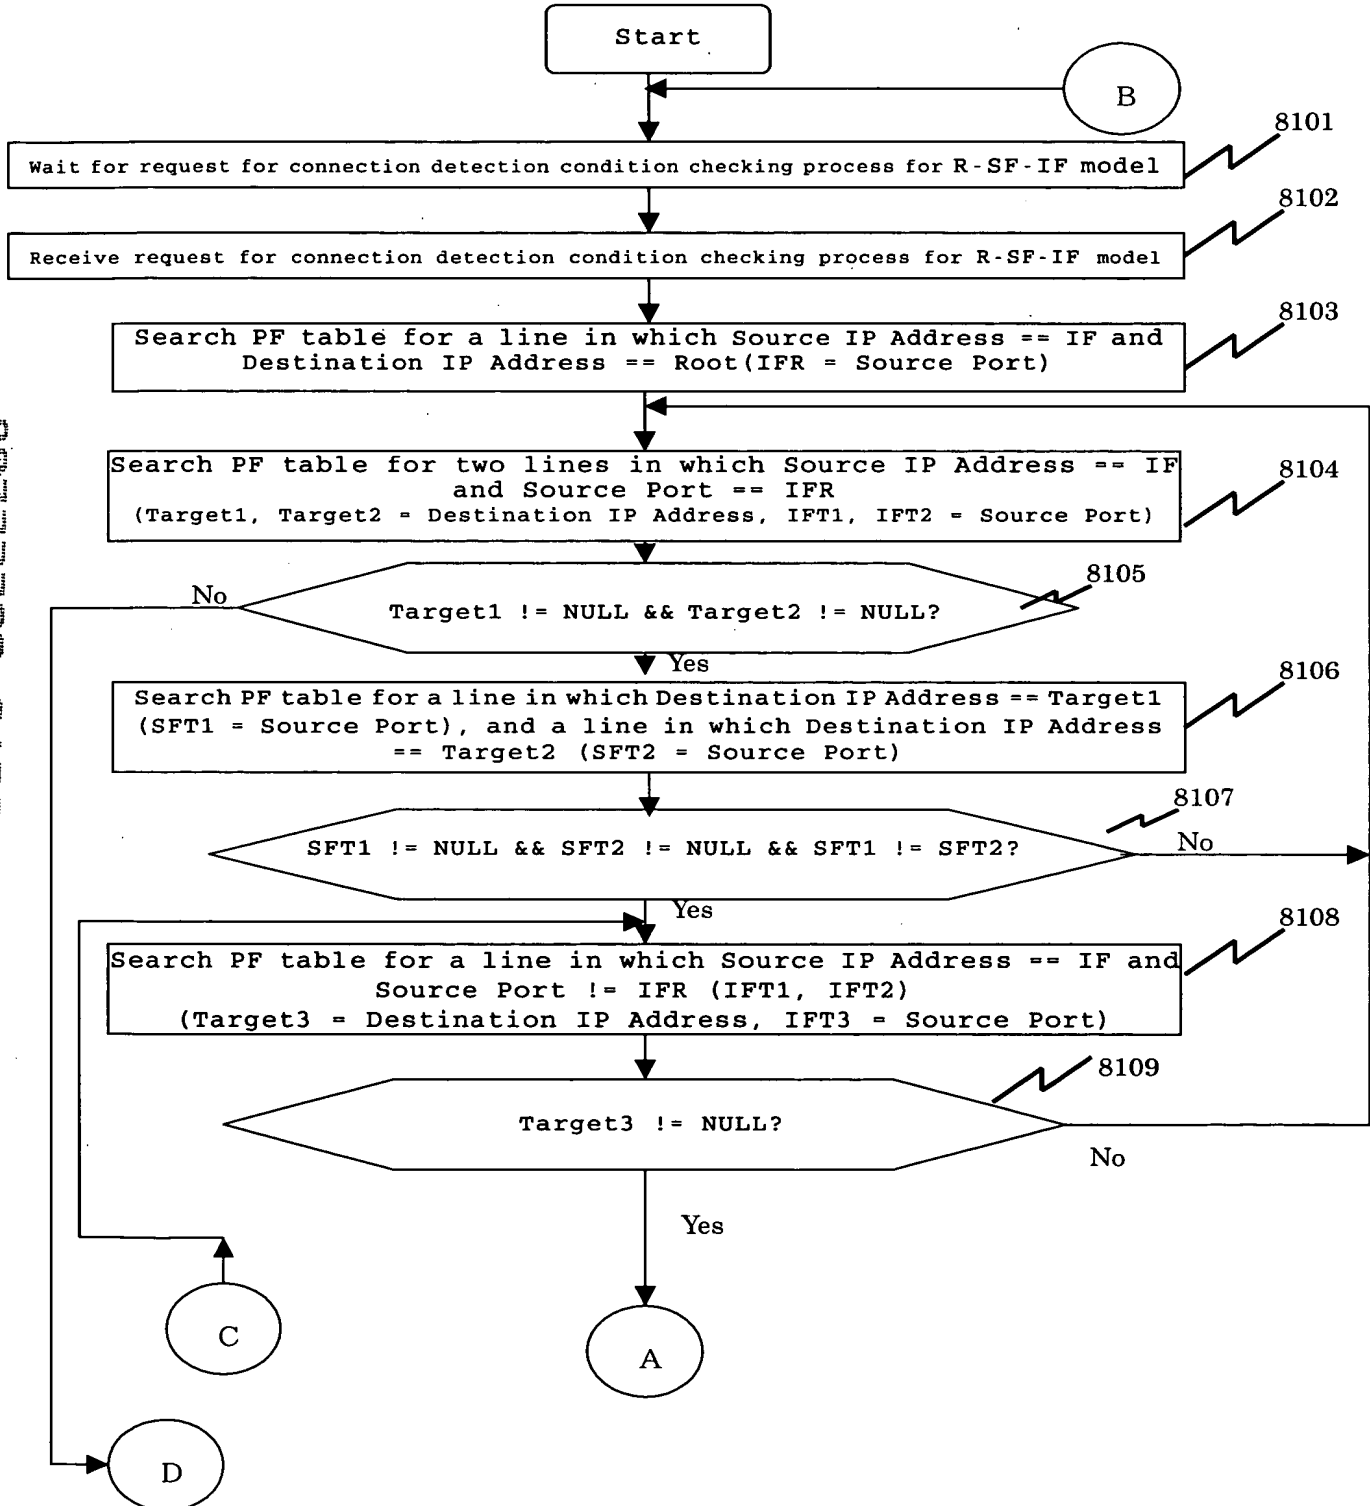 Start
B
8101
Wait for request for connection detection condition checking process for R-SF-IF model
8102
Receive request for connection detection condition checking process for R-SF-IF model
8103
Search PF table for a line in which Source IP Address == IF and
Destination IP Address == Root(IFR = Source Port)
8104
Search PF table for two lines in which Source IP Address == IF
and Source Port == IFR
(Target1, Target2 = Destination IP Address, IFT1, IFT2 = Source Port)
8105
No
Target1 != NULL && Target2 != NULL?
Yes
8106
Search PF table for a line in which Destination IP Address == Target1
(SFT1 = Source Port), and a line in which Destination IP Address
== Target2 (SFT2 = Source Port)
8107
SFT1 != NULL && SFT2 != NULL && SFT1 != SFT2?
No
Yes
8108
Search PF table for a line in which Source IP Address == IF and
Source Port != IFR (IFT1, IFT2)
(Target3 = Destination IP Address, IFT3 = Source Port)
8109
Target3 != NULL?
No
Yes
C
A
D